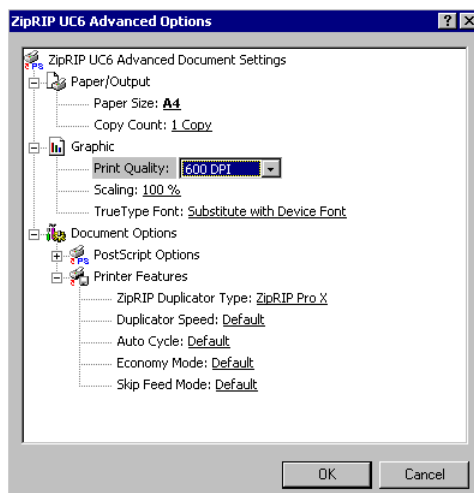 ZipRIP UC6 Advanced Options
ZipRIP UC6 Advanced Document Settings
Paper/Output
Paper Size: A4
Copy Count: 1 Copy
Graphic
Print Quality: 600 DPI
Scaling: 100 %
TrueType Font: Substitute with Device Font
Document Options
PostScript Options
Printer Features
ZipRIP Duplicator Type: ZipRIP Pro X
Duplicator Speed: Default
Auto Cycle: Default
Economy Mode: Default
Skip Feed Mode: Default
OK Cancel